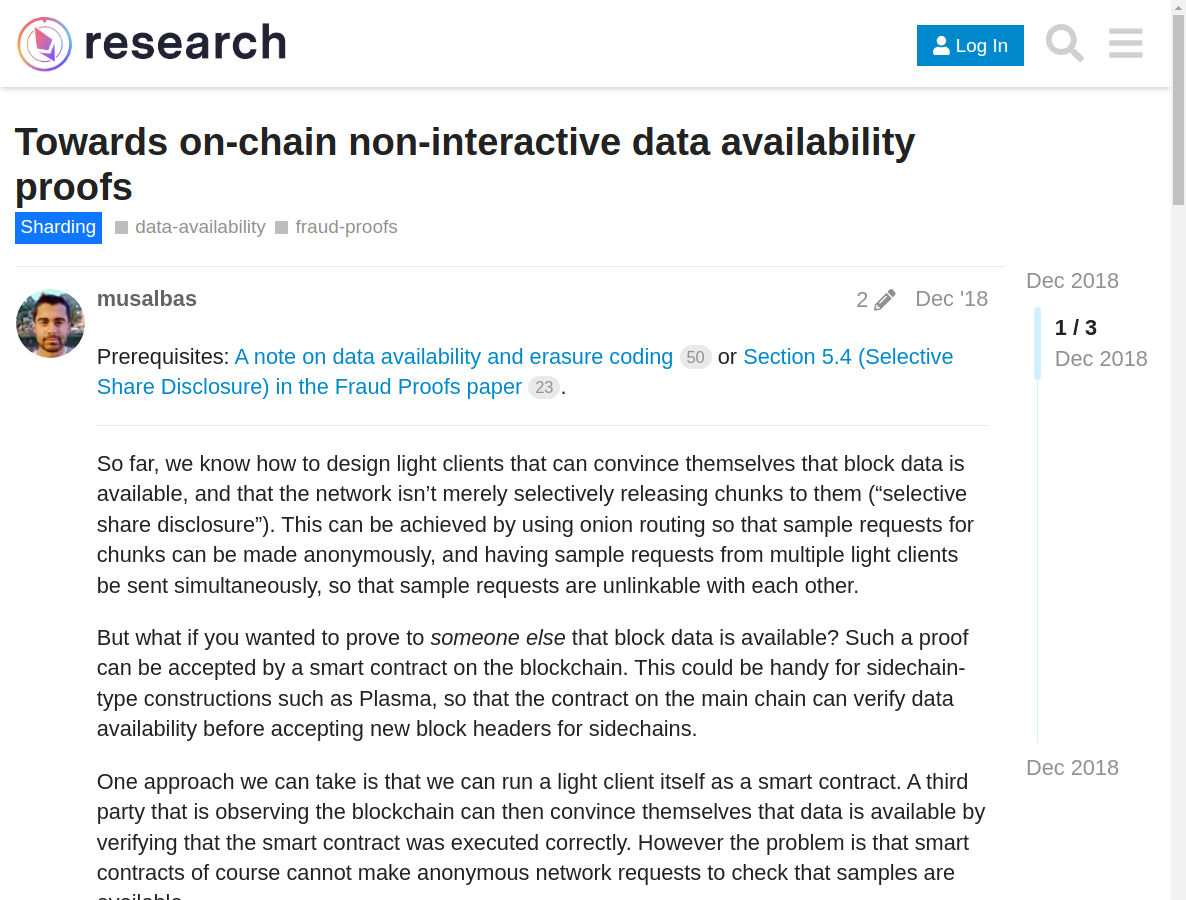 research
Log In
Towards on-chain non-interactive data availability
proofs
Sharding data-availability fraud-proofs
musalbas
2 Dec '18
Prerequisites: A note on data availability and erasure coding 50 or Section 5.4 (Selective
Share Disclosure) in the Fraud Proofs paper 23.
So far, we know how to design light clients that can convince themselves that block data is
available, and that the network isn’t merely selectively releasing chunks to them (“selective
share disclosure”). This can be achieved by using onion routing so that sample requests for
chunks can be made anonymously, and having sample requests from multiple light clients
be sent simultaneously, so that sample requests are unlinkable with each other.
But what if you wanted to prove to someone else that block data is available? Such a proof
can be accepted by a smart contract on the blockchain. This could be handy for sidechain-
type constructions such as Plasma, so that the contract on the main chain can verify data
availability before accepting new block headers for sidechains.
One approach we can take is that we can run a light client itself as a smart contract. A third
party that is observing the blockchain can then convince themselves that data is available by
verifying that the smart contract was executed correctly. However the problem is that smart
contracts of course cannot make anonymous network requests to check that samples are
available.
Dec 2018
1 / 3
Dec 2018
Dec 2018